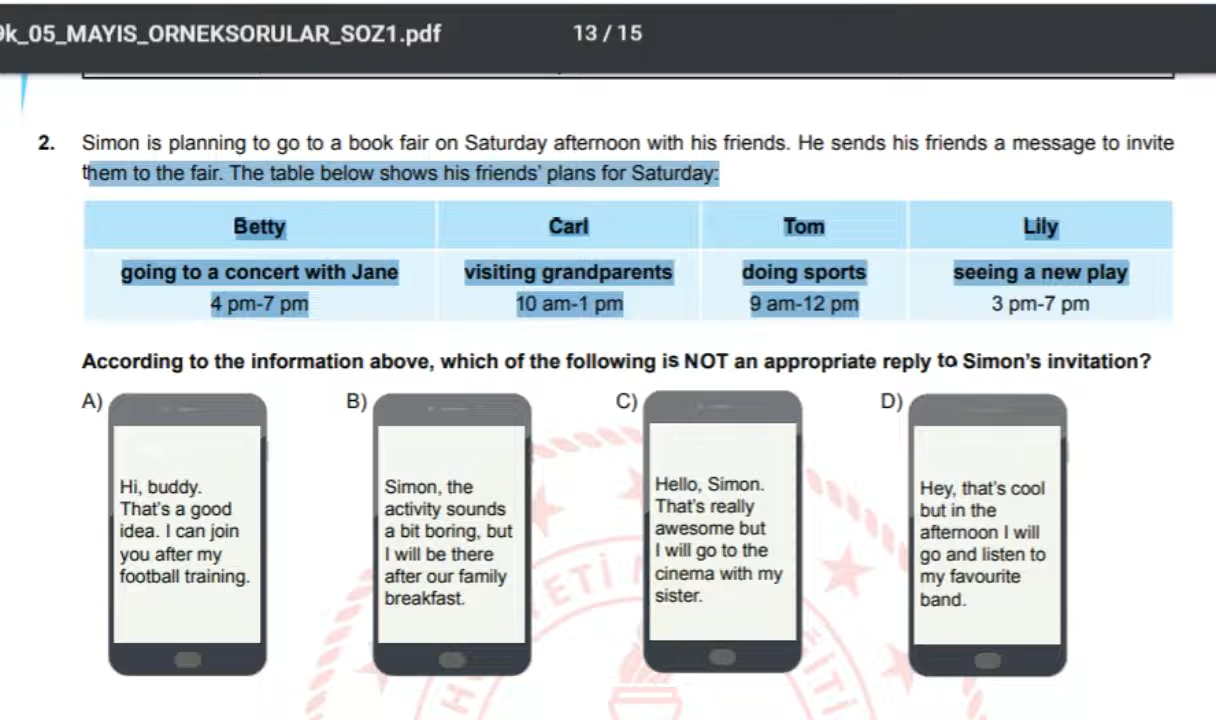 9k_05_MAYIS_ORNEKSORULAR_SOZ1.pdf
13 / 15
2. Simon is planning to go to a book fair on Saturday afternoon with his friends. He sends his friends a message to invite
them to the fair. The table below shows his friends' plans for Saturday:
Betty Carl Tom Lily
going to a concert with Jane visiting grandparents doing sports seeing a new play
4 pm-7 pm 10 am-1 pm 9 am-12 pm 3 pm-7 pm
According to the information above, which of the following is NOT an appropriate reply to Simon's invitation?
A)
Hi, buddy.
That's a good
idea. I can join
you after my
football training.
B)
Simon, the
activity sounds
a bit boring, but
I will be there
after our family
breakfast.
C)
Hello, Simon.
That's really
awesome but
I will go to the
cinema with my
sister.
D)
Hey, that's cool
but in the
afternoon I will
go and listen to
my favourite
band.